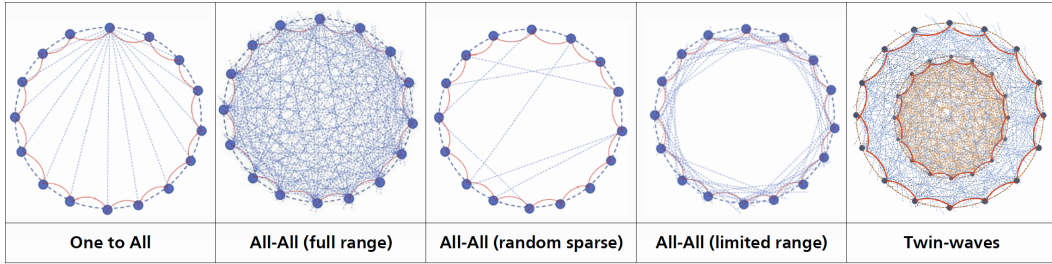 One to All
All-All (full range)
All-All (random sparse)
All-All (limited range)
Twin-waves